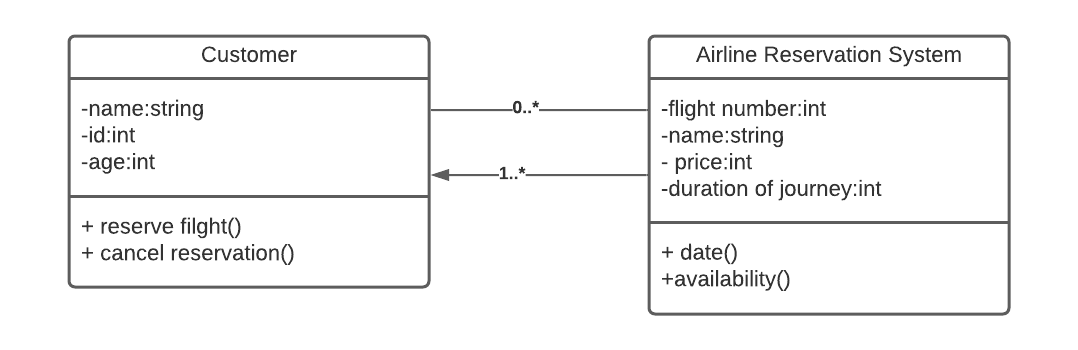 Customer
-name:string
-id:int
-age:int
+ reserve filght()
+ cancel reservation()
0..*
1..*
Airline Reservation System
-flight number:int
-name:string
- price:int
-duration of journey:int
+ date()
+availability()